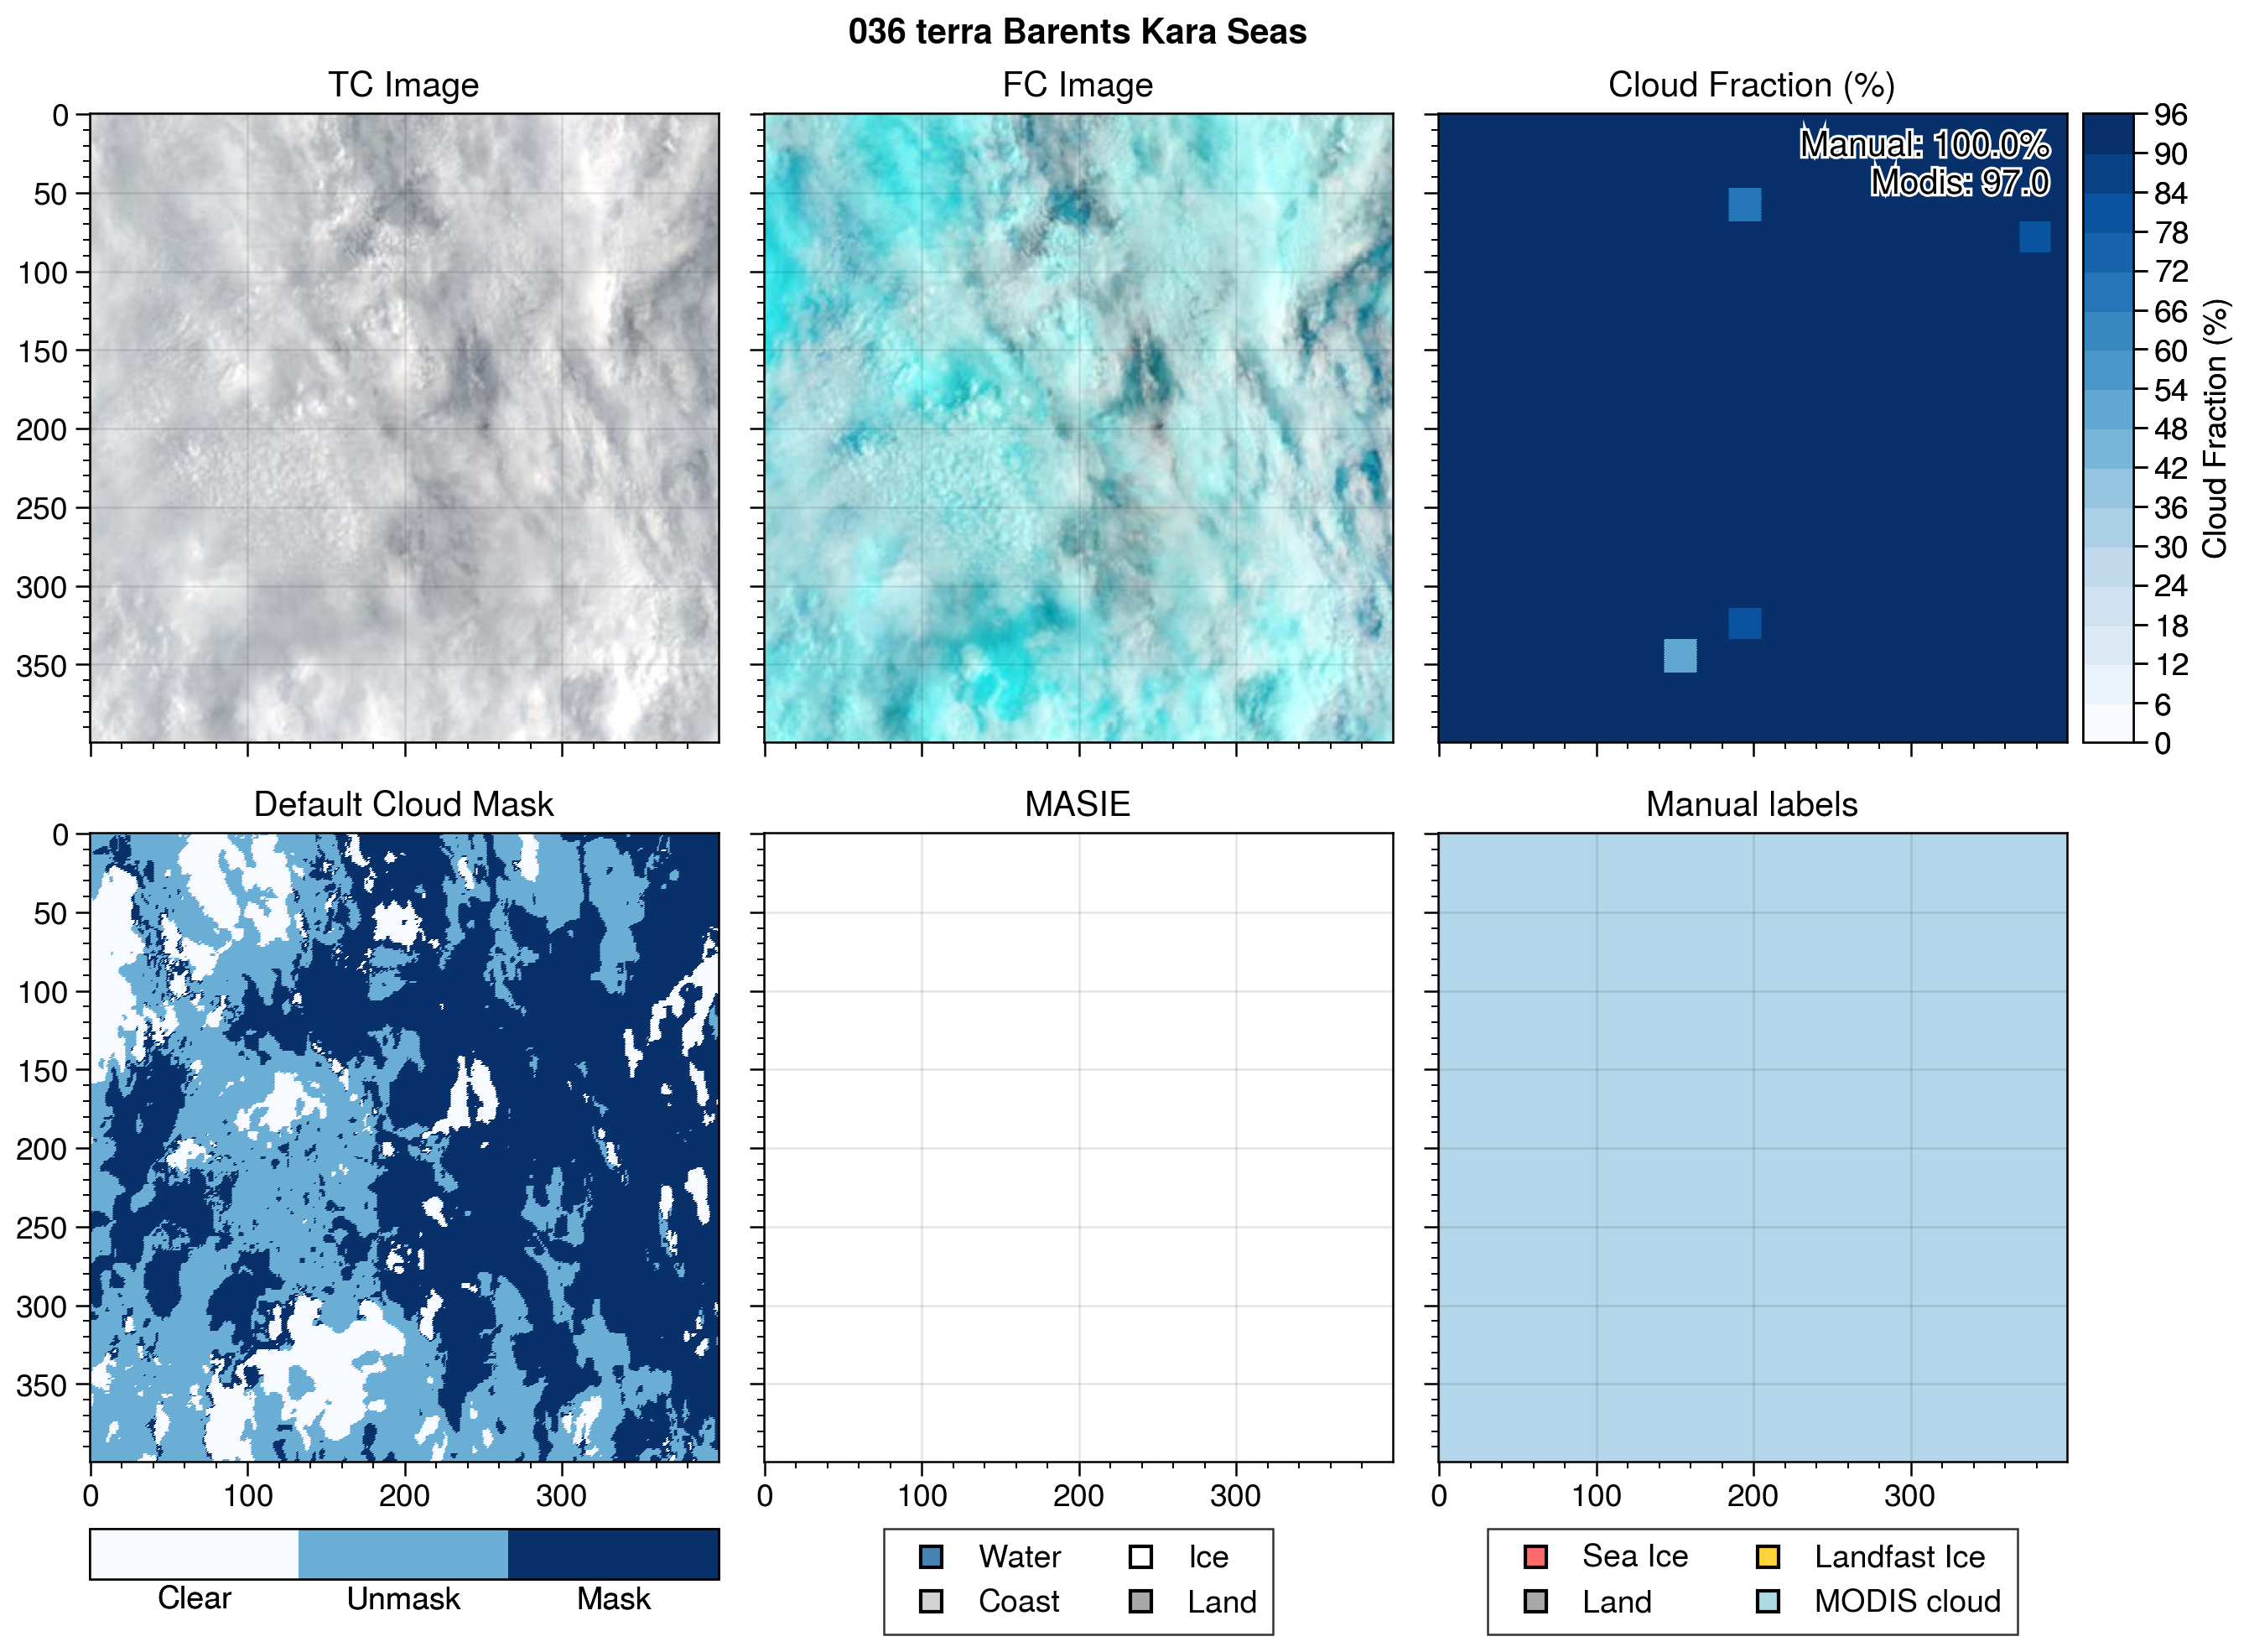 036 terra Barents Kara Seas
TC Image
FC Image
Cloud Fraction (%)
0
50
100
150
200
250
300
350
Manual: 100.0%
Modis: 97.0
96
90
84
78
72
66
60
54
48
42
36
30
24
18
12
6
0
Cloud Fraction (%)
Default Cloud Mask
MASIE
Manual labels
0
50
100
150
200
250
300
350
0 100 200 300
0 100 200 300
0 100 200 300
Clear Unmask Mask
Water Ice
Coast Land
Sea Ice Landfast Ice
Land MODIS cloud